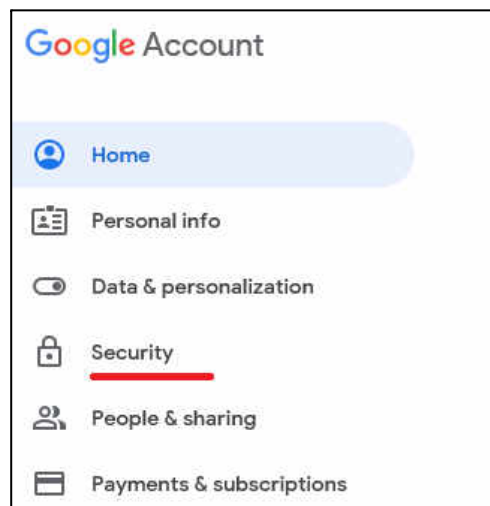 Google Account
Home
Personal info
Data & personalization
Security
People & sharing
Payments & subscriptions